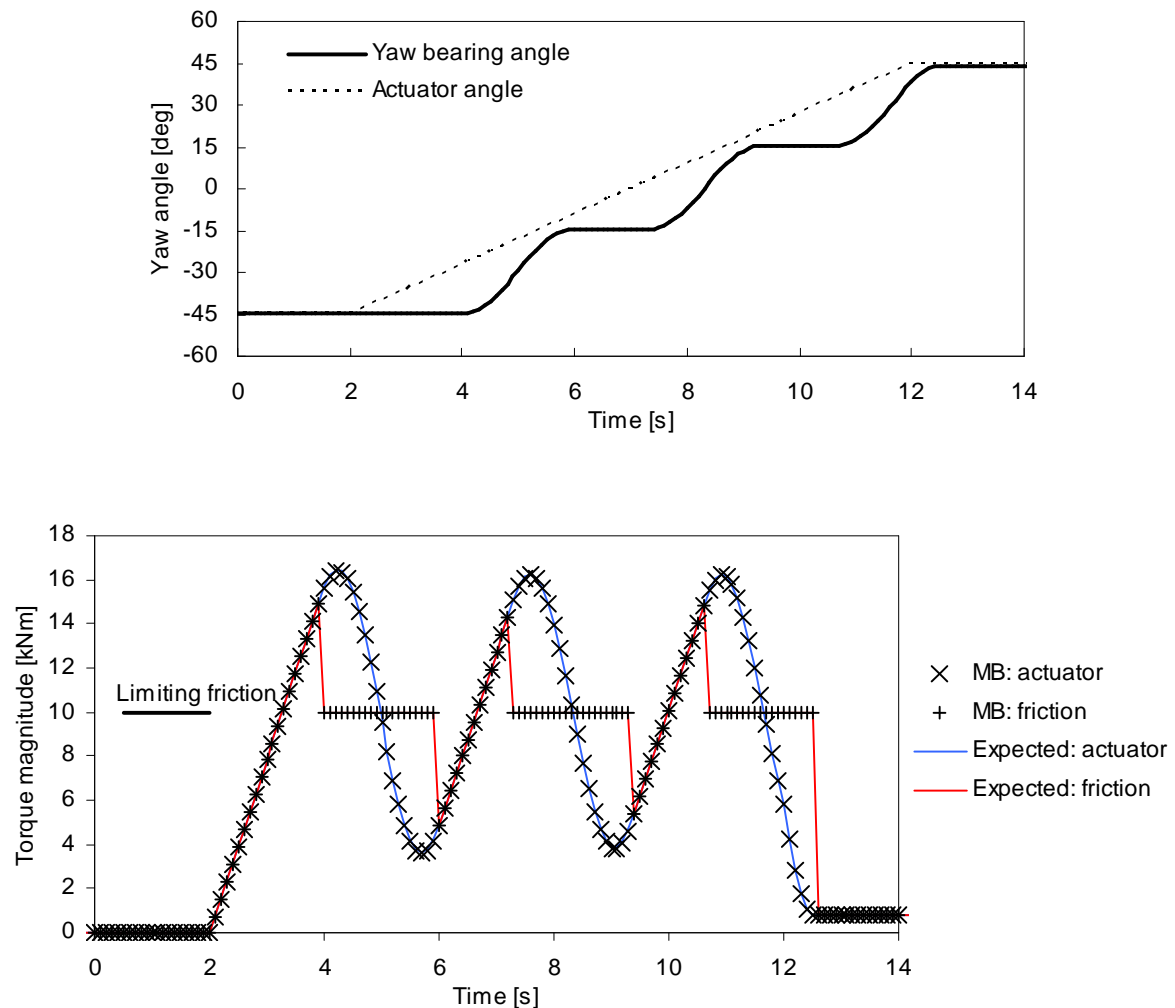 60
45
30
15
0
-15
-30
-45
-60
Yaw angle [deg]
Yaw bearing angle
Actuator angle
0 2 4 6 8 10 12 14
Time [s]
18
16
14
12
10
8
6
4
2
0
Torque magnitude [kNm]
Limiting friction
0 2 4 6 8 10 12 14
Time [s]
MB: actuator
MB: friction
Expected: actuator
Expected: friction